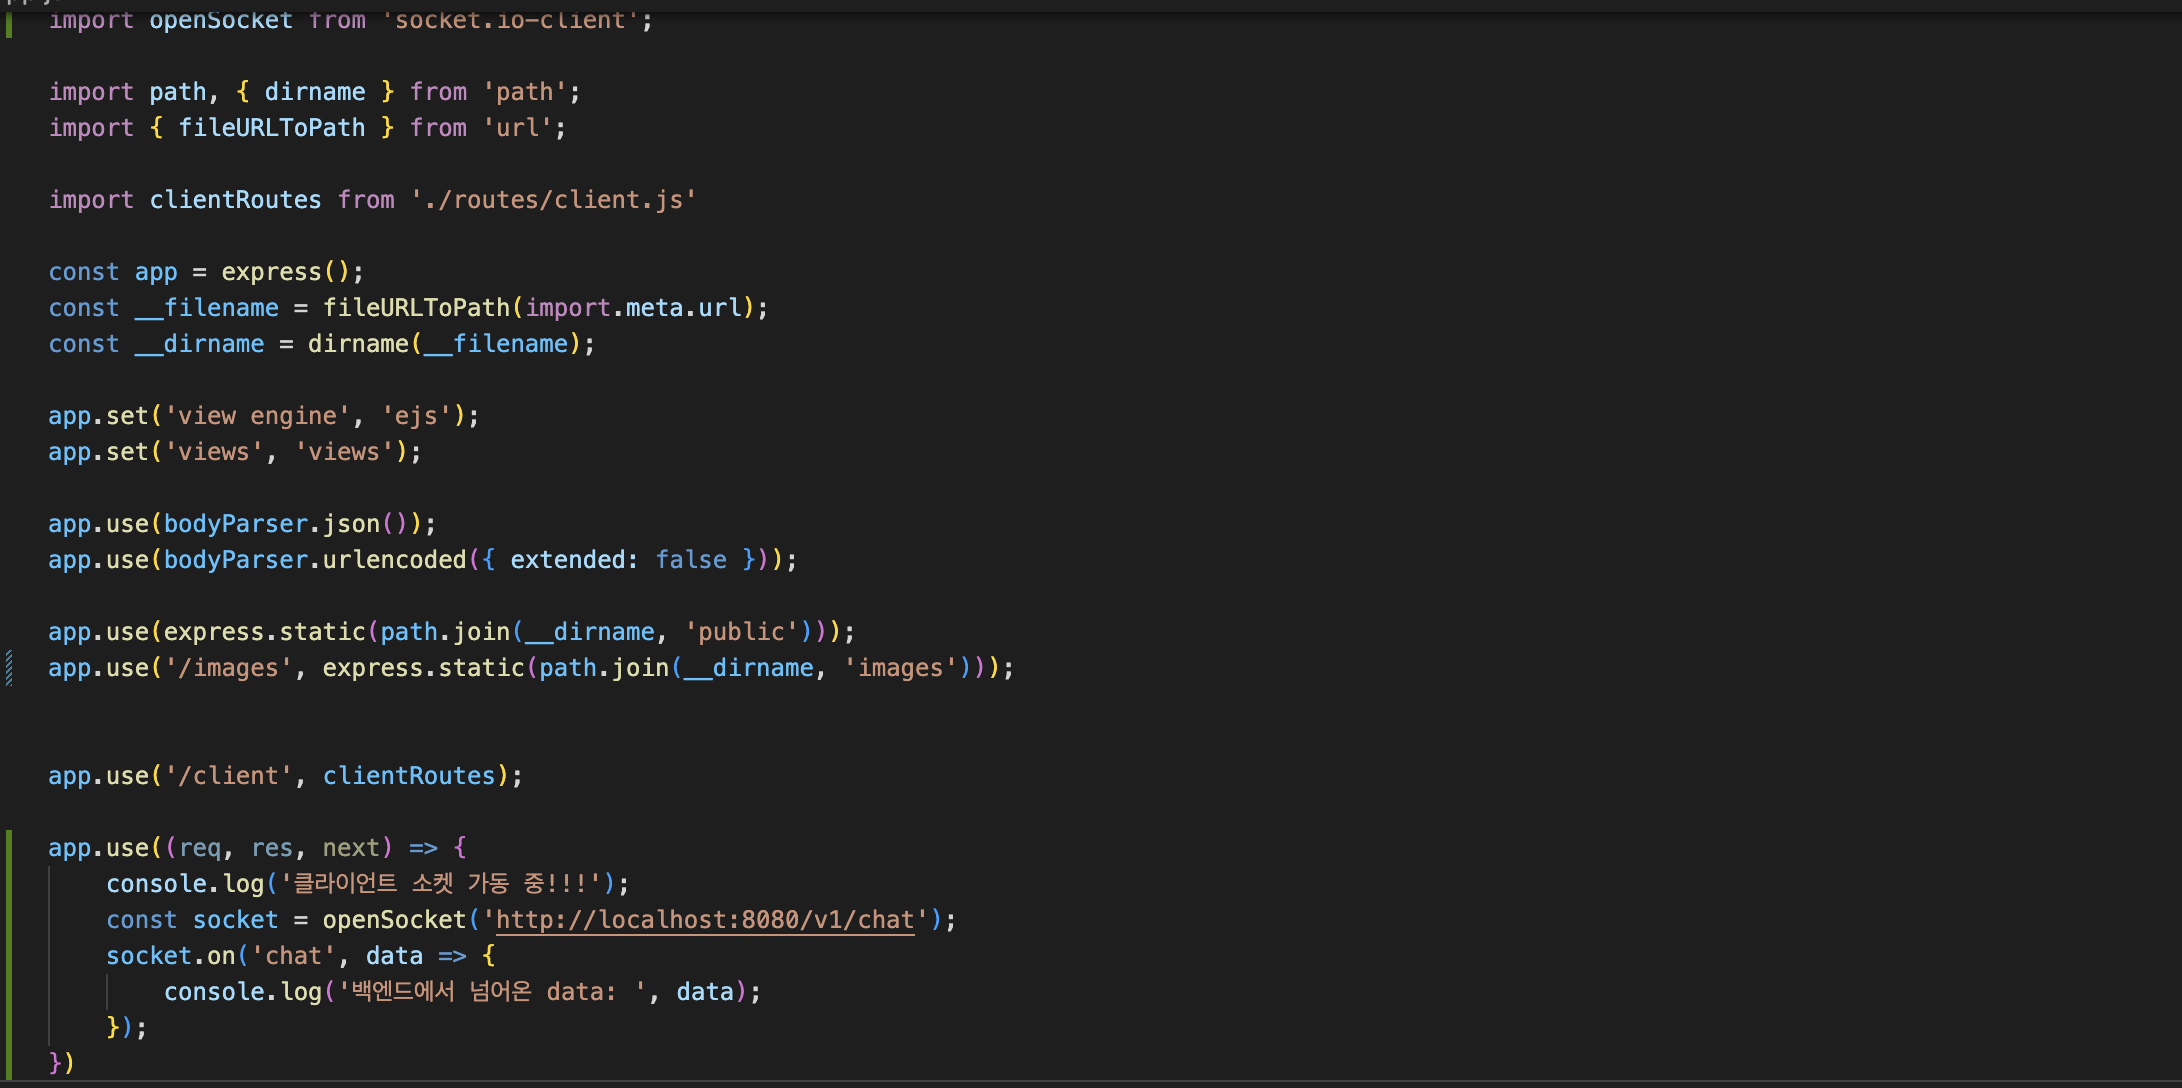 import openSocket from 'socket.io-client';
import path, { dirname } from 'path';
import { fileURLToPath } from 'url';
import clientRoutes from './routes/client.js'
const app = express();
const __filename = fileURLToPath(import.meta.url);
const __dirname = dirname(__filename);
app.set('view engine', 'ejs');
app.set('views', 'views');
app.use(bodyParser.json());
app.use(bodyParser.urlencoded({ extended: false }));
app.use(express.static(path.join(__dirname, 'public')));
app.use('/images', express.static(path.join(__dirname, 'images')));
app.use('/client', clientRoutes);
app.use((req, res, next) => {
    console.log('클라이언트 소켓 가동 중!!!');
    const socket = openSocket('http://localhost:8080/v1/chat');
    socket.on('chat', data => {
        console.log('백엔드에서 넘어온 data: ', data);
    });
})